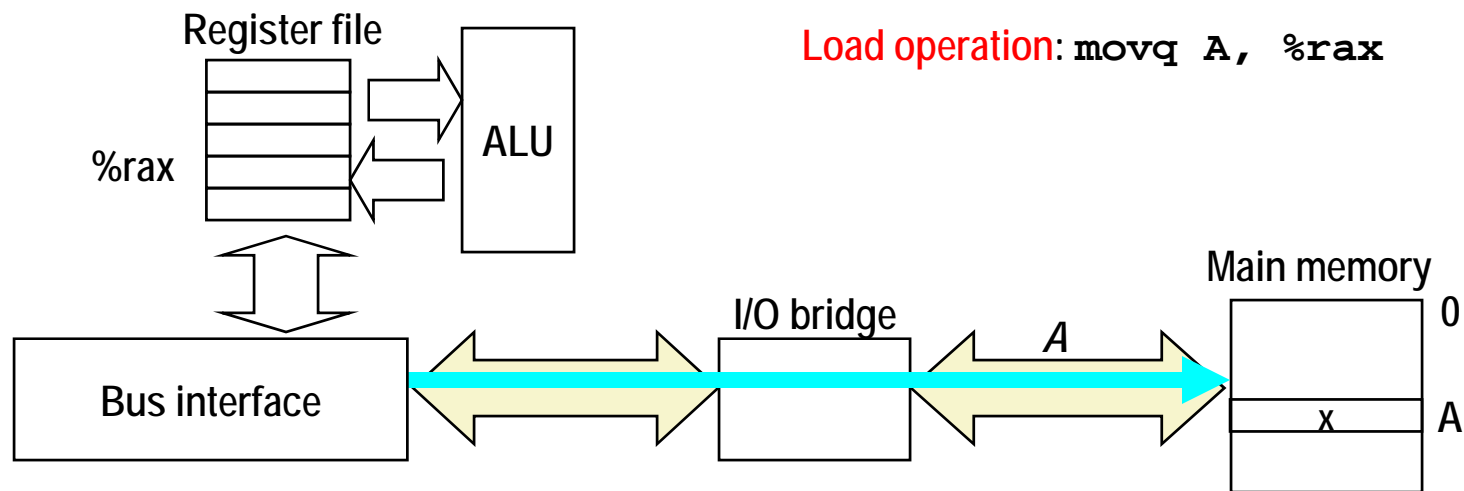 Register file
Load operation: movq A, %rax
ALU
%rax
Main memory
I/O bridge
0
A
Bus interface
x
A